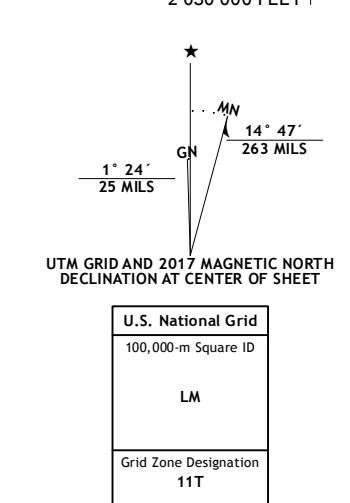 2 030 000 FEET
★
MN
14° 47´
263 MILS
GN
1° 24´
25 MILS
UTM GRID AND 2017 MAGNETIC NORTH
DECLINATION AT CENTER OF SHEET
U.S. National Grid
100,000-m Square ID
LM
Grid Zone Designation
11T